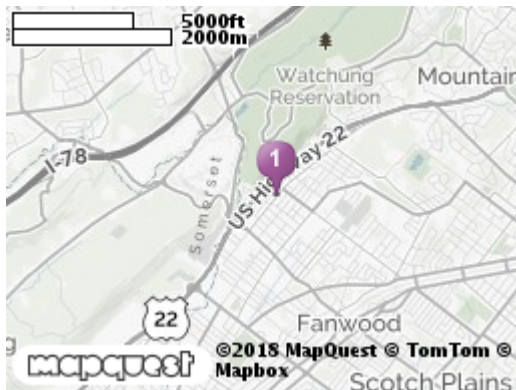 5000ft
2000m
Watchung
Reservation
Mountain
I-78
1
US Highway 22
Somerset
22
Fanwood
mapquest
©2018 MapQuest © TomTom ©
Mapbox
Scotch Plains